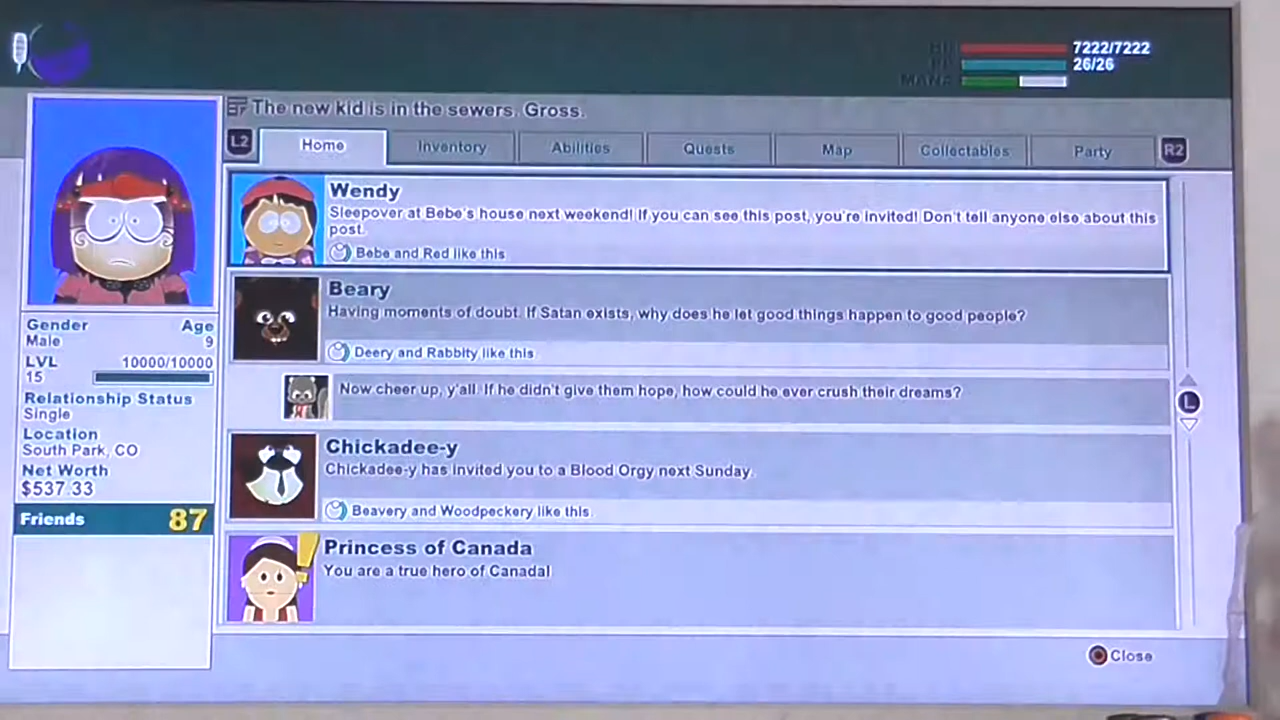 HP 7222/7222
PP 26/26
MANA
The new kid is in the sewers. Gross.
L2 Home Inventory Abilities Quests Map Collectables Party R2
Gender Age
Male 9
LVL 10000/10000
15
Relationship Status
Single
Location
South Park, CO
Net Worth
$537.33
Friends 87
Wendy
Sleepover at Bebe's house next weekend! If you can see this post, you're invited! Don't tell anyone else about this
post.
Bebe and Red like this
Beary
Having moments of doubt. If Satan exists, why does he let good things happen to good people?
Deery and Rabbity like this
Now cheer up, y'all. If he didn't give them hope, how could he ever crush their dreams?
L
Chickadee-y
Chickadee-y has invited you to a Blood Orgy next Sunday.
Beavery and Woodpeckery like this.
Princess of Canada
You are a true hero of Canada!
Close